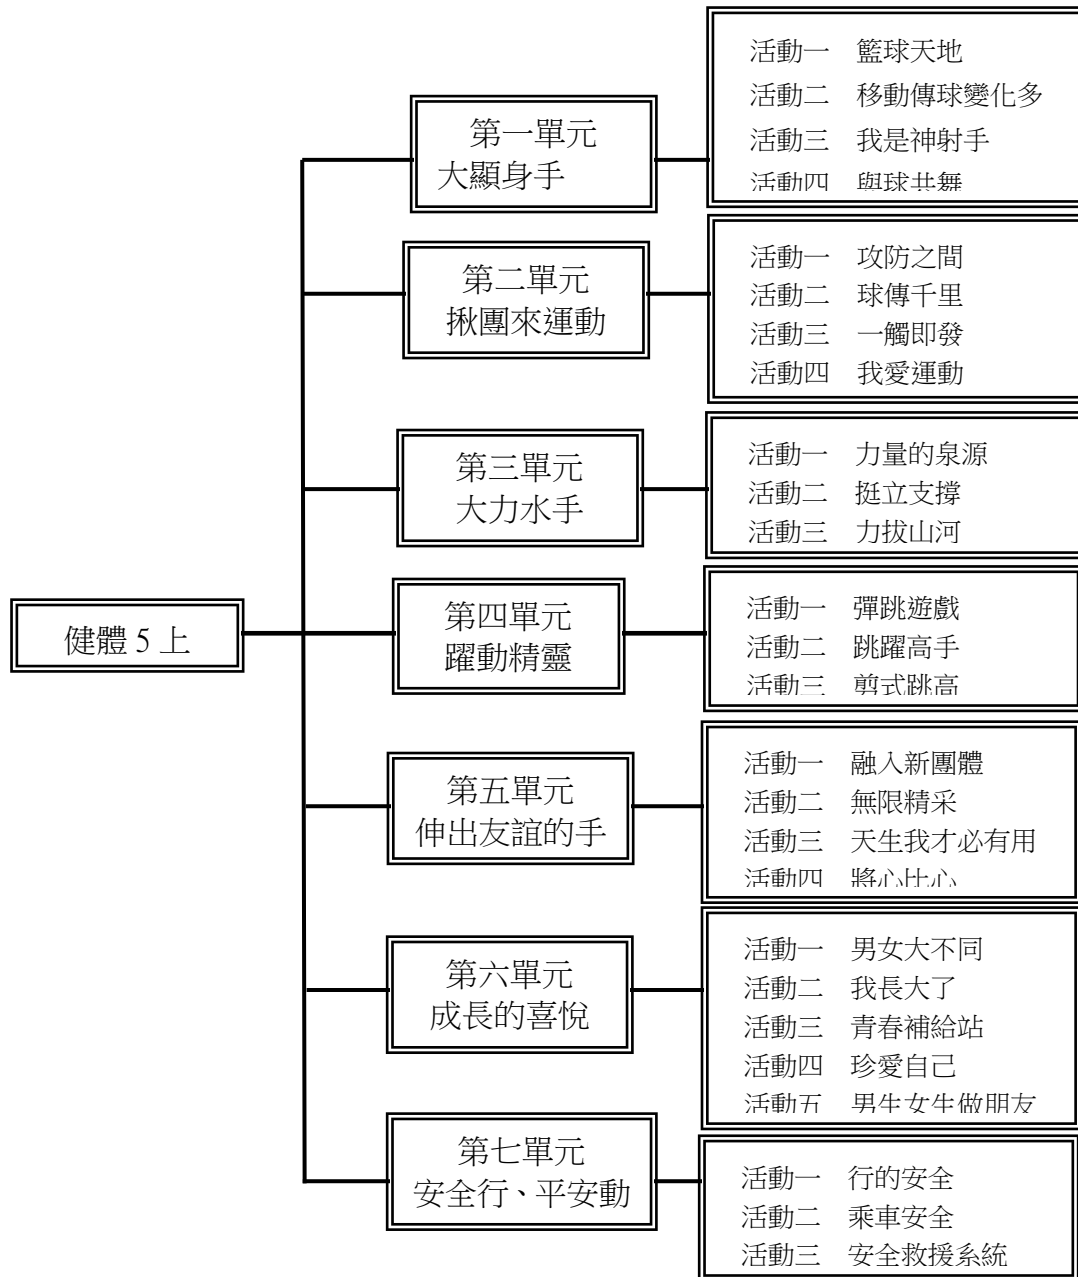 健體 5 上
第一單元
大顯身手
活動一　籃球天地
活動二　移動傳球變化多
活動三　我是神射手
活動四　與球共舞
第二單元
揪團來運動
活動一　攻防之間
活動二　球傳千里
活動三　一觸即發
活動四　我愛運動
第三單元
大力水手
活動一　力量的泉源
活動二　挺立支撐
活動三　力拔山河
第四單元
躍動精靈
活動一　彈跳遊戲
活動二　跳躍高手
活動三　剪式跳高
第五單元
伸出友誼的手
活動一　融入新團體
活動二　無限精采
活動三　天生我才必有用
活動四　將心比心
第六單元
成長的喜悅
活動一　男女大不同
活動二　我長大了
活動三　青春補給站
活動四　珍愛自己
活動五　男生女生做朋友
第七單元
安全行、平安動
活動一　行的安全
活動二　乘車安全
活動三　安全救援系統